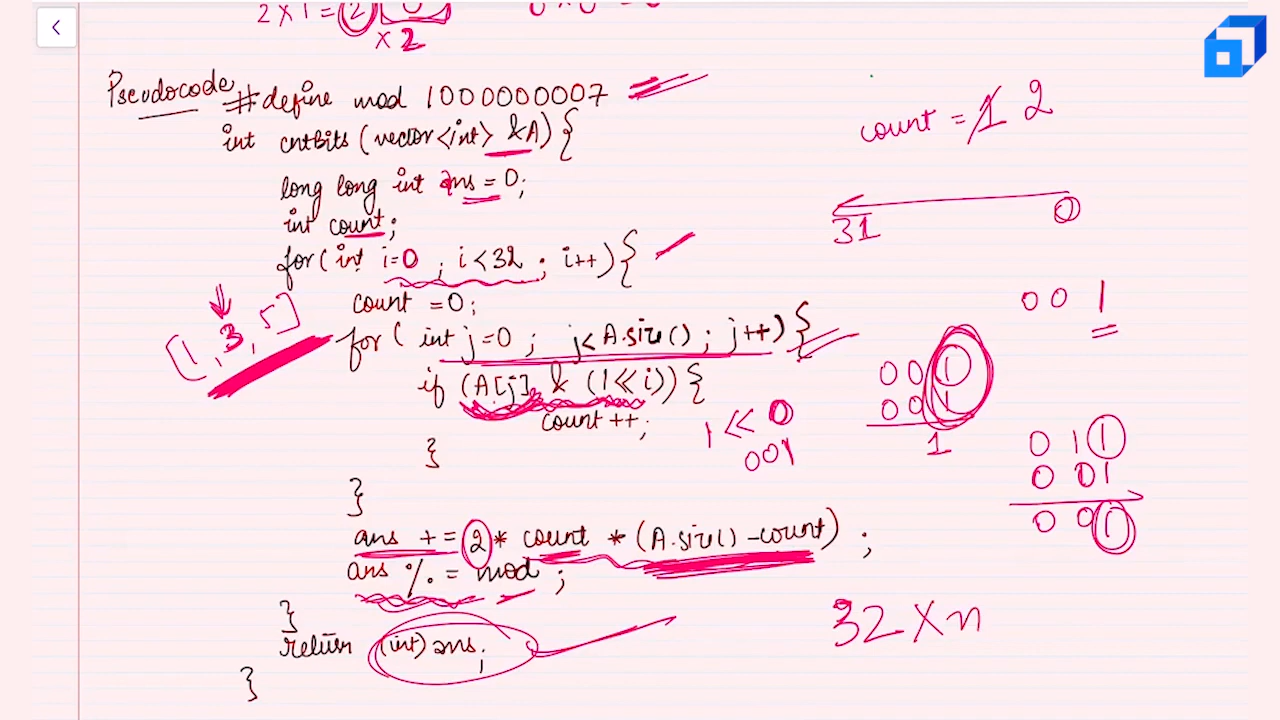 2 X 1 = 2
X 2
Pseudocode
# define mod 1000000007
int cntbits (vector<int> &A){
long long int ans = 0;
int count;
for( int i=0 ; i<32 ; i++){
count = 0;
for( int j=0 ; j<A.size() ; j++){
if (A[j] & (1<<i)){
count ++;
}
}
ans + = 2 * count * (A.size() - count) ;
ans % = mod ;
}
return (int) ans;
}
[1, 3, 5]
1 << 0
001
count = 1 2
31 0
0 0 1
0 0 1
0 0 1
1
0 1 1
0 0 1
0 0 1
32 X n